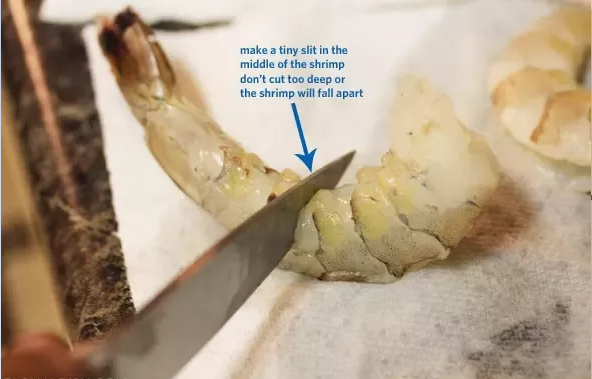 make a tiny slit in the
middle of the shrimp
don't cut too deep or
the shrimp will fall apart